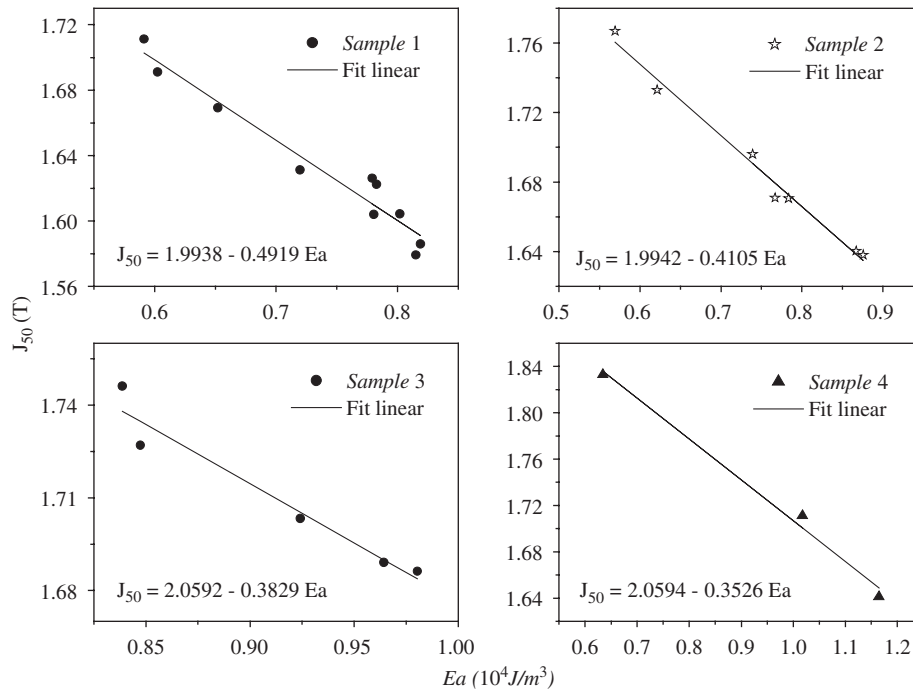 1.72
1.68
1.64
1.60
1.56
Sample 1
Fit linear
J50 = 1.9938 - 0.4919 Ea
0.6 0.7 0.8
1.76
1.72
1.68
1.64
Sample 2
Fit linear
J50 = 1.9942 - 0.4105 Ea
0.5 0.6 0.7 0.8 0.9
J50 (T)
1.74
1.71
1.68
Sample 3
Fit linear
J50 = 2.0592 - 0.3829 Ea
0.85 0.90 0.95 1.00
1.84
1.80
1.76
1.72
1.68
1.64
Sample 4
Fit linear
J50 = 2.0594 - 0.3526 Ea
0.6 0.7 0.8 0.9 1.0 1.1 1.2
Ea (10^4J/m^3)